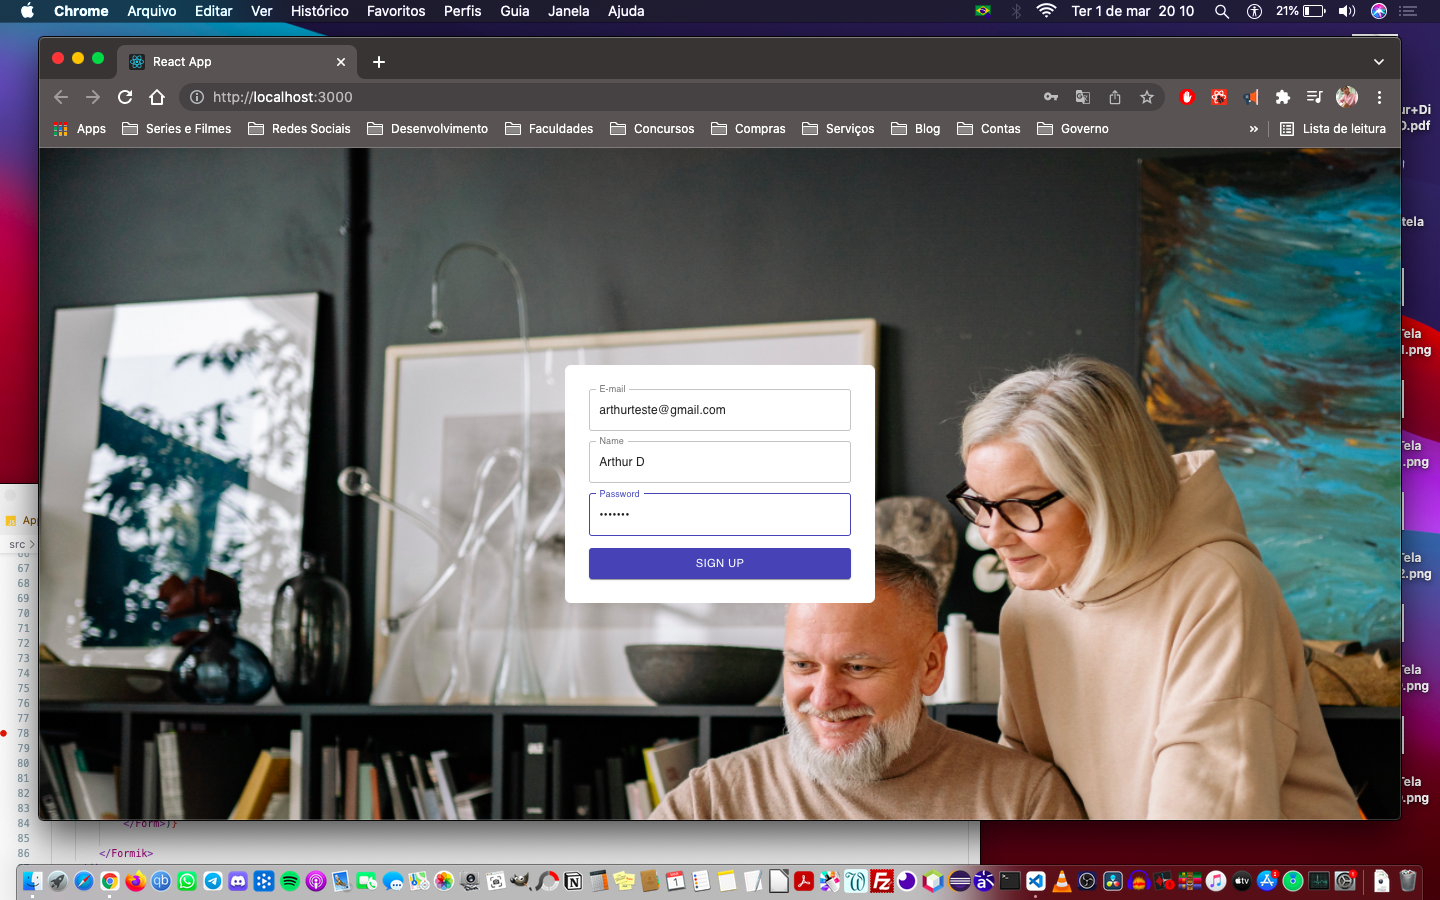 Chrome Arquivo Editar Ver Histórico Favoritos Perfis Guia Janela Ajuda 21% Ter 1 de mar 20 10
React App
http://localhost:3000
Apps Series e Filmes Redes Sociais Desenvolvimento Faculdades Concursos Compras Serviços Blog Contas Governo » Lista de leitura
ur+Di
D.pdf
tela
E-mail
arthurteste@gmail.com
Name
Arthur D
Password
•••••••
SIGN UP
Tela
1.png
Tela
.png
Tela
2.png
Tela
.png
Tela
.png
App
src >
66
67
68
69
70
71
72
73
74
75
76
77
78
79
80
81
82
83
84 </Form>)}
85
86 </Formik>